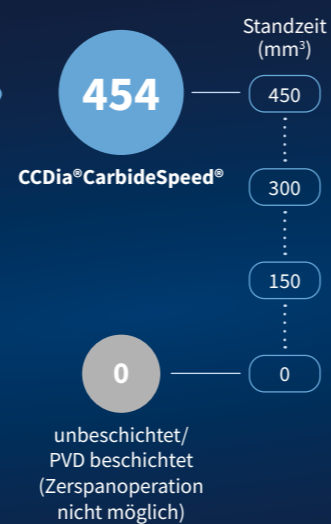 Standzeit
(mm³)
454
450
CCDia®CarbideSpeed®
300
150
0
0
unbeschichtet/
PVD beschichtet
(Zerspanoperation
nicht möglich)